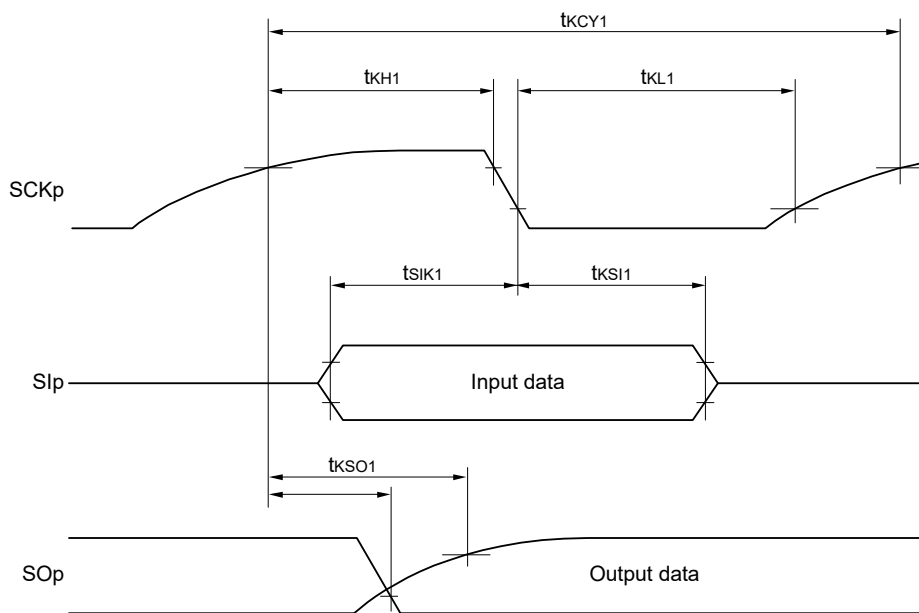 tKCY1
tKH1
tKL1
SCKp
tSIK1
tKSI1
SIp
Input data
tKSO1
SOp
Output data